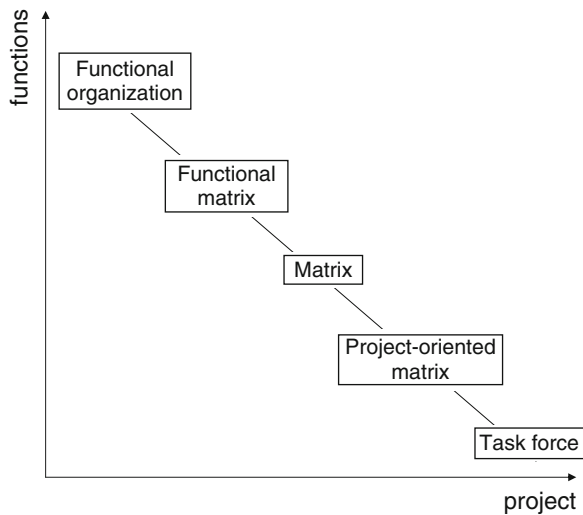 functions
Functional
organization
Functional
matrix
Matrix
Project-oriented
matrix
Task force
project